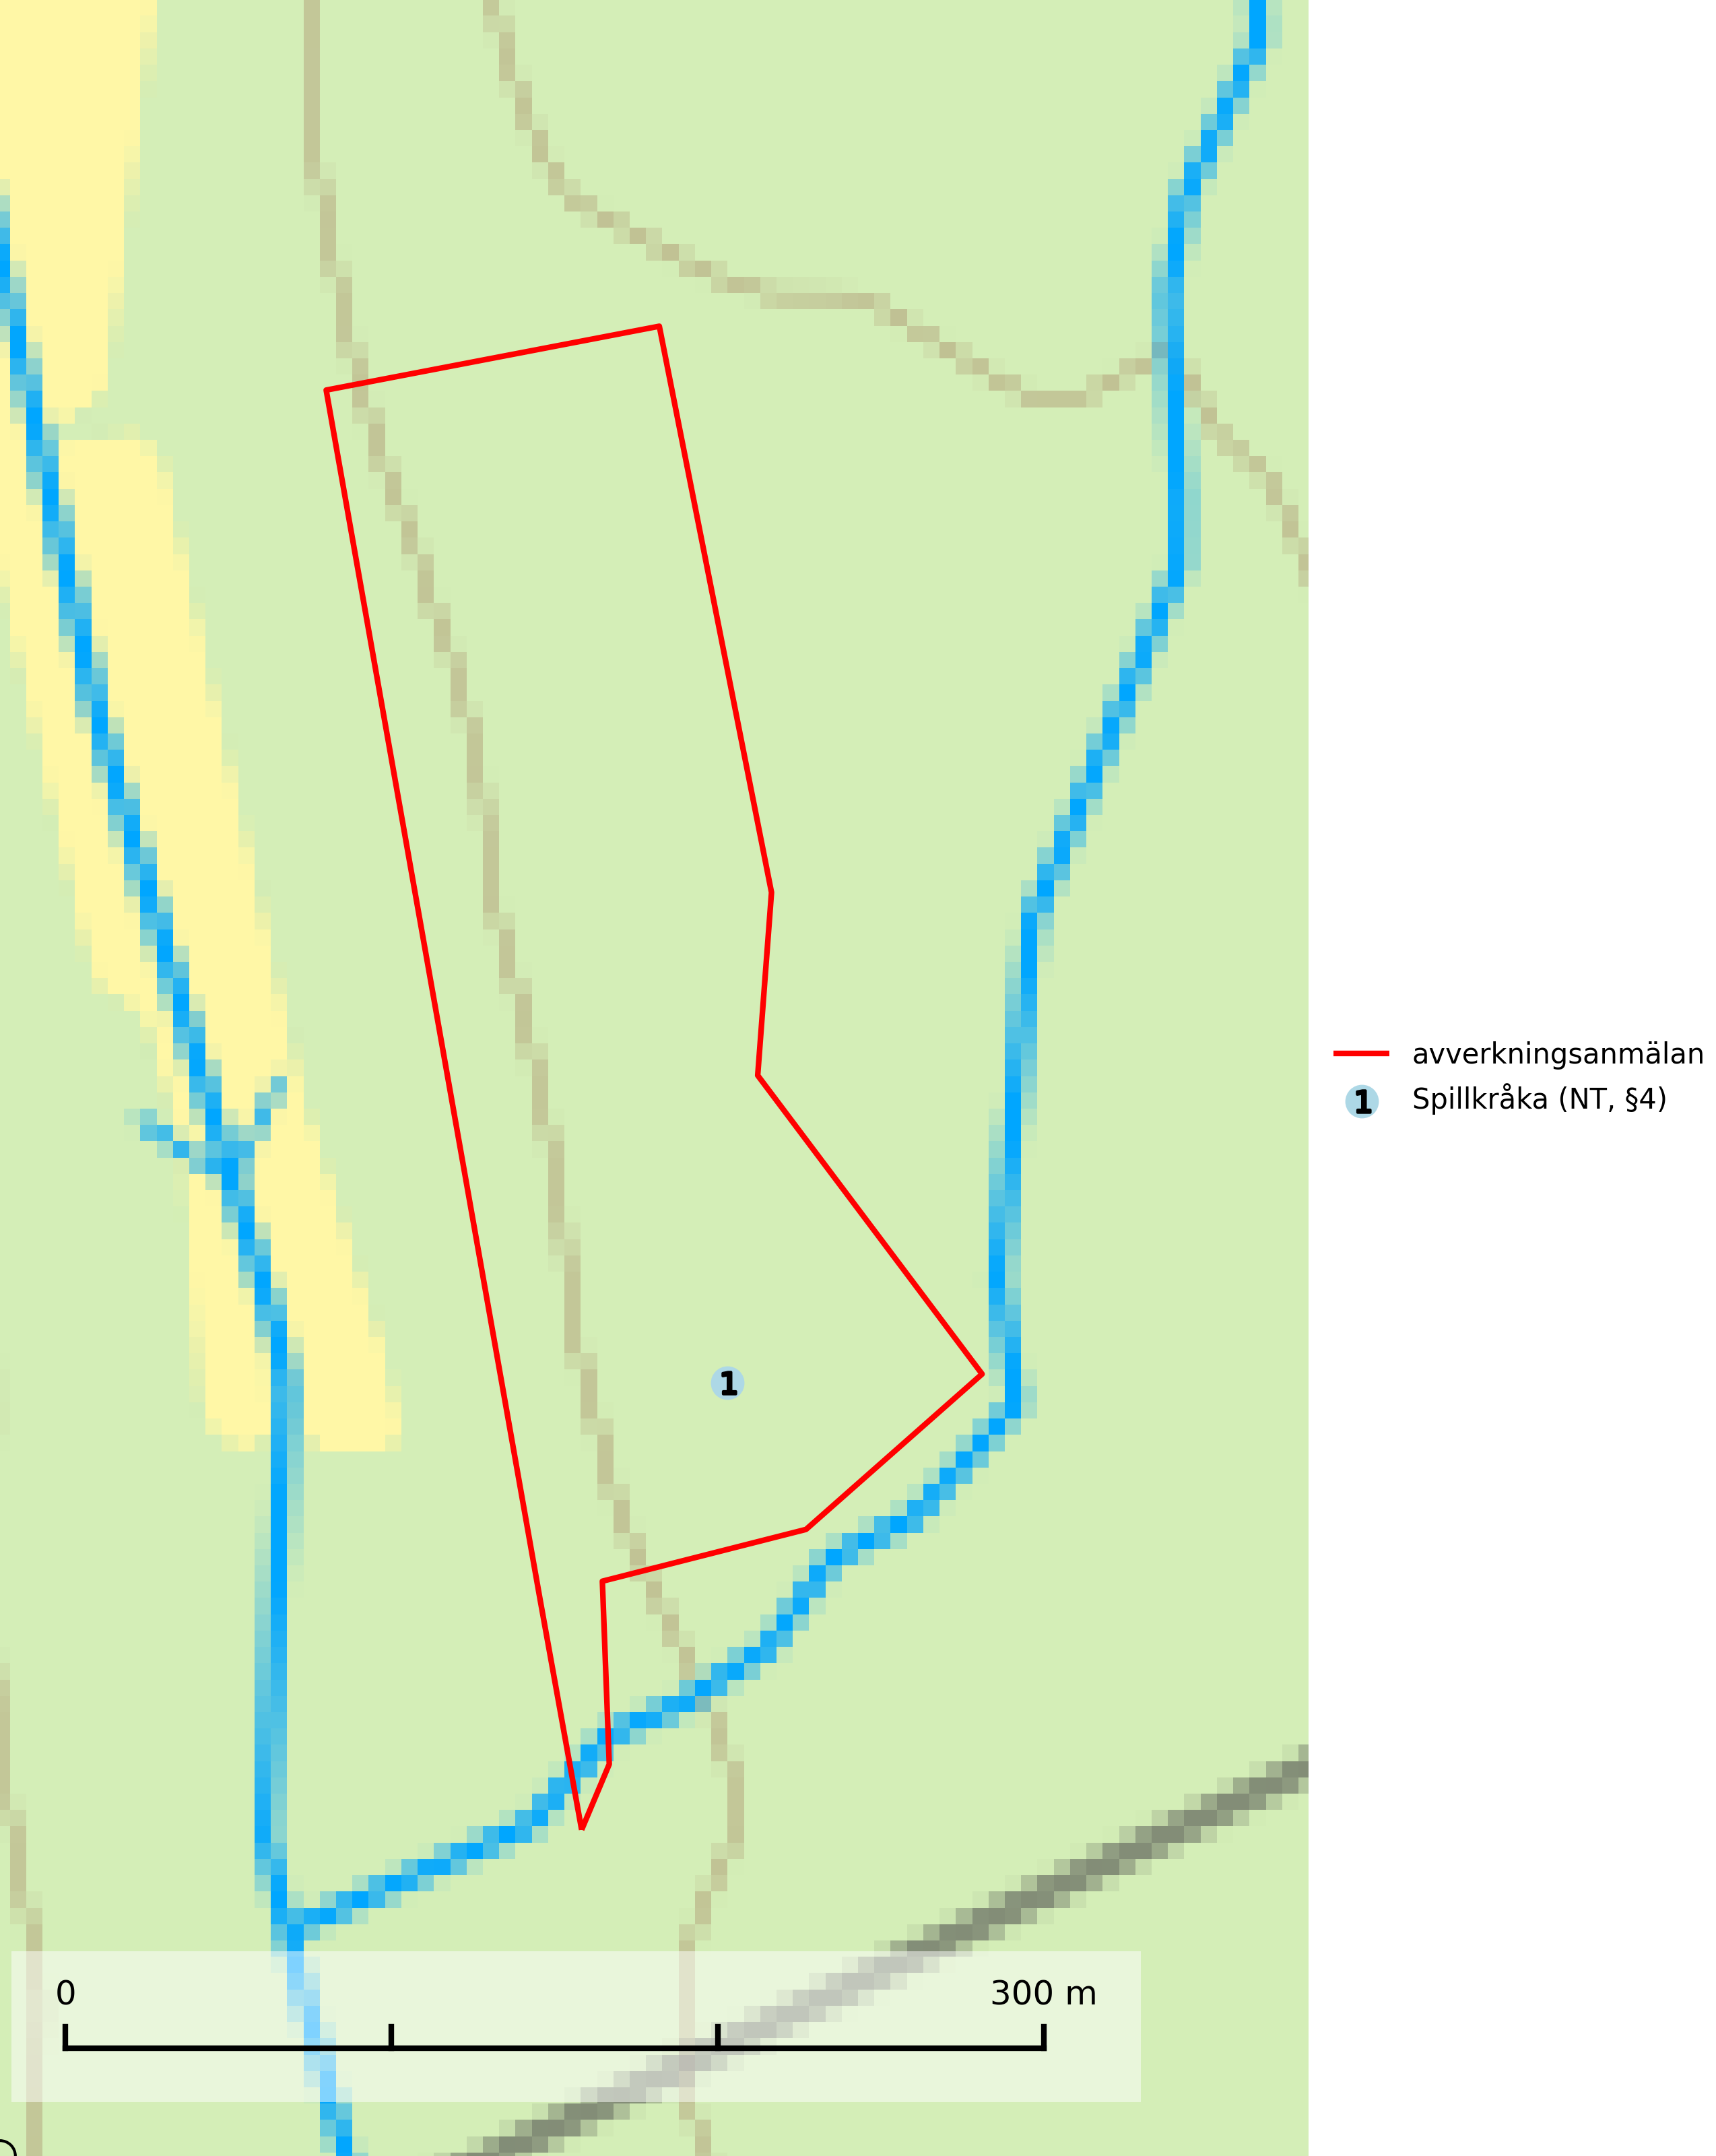 avverkningsanmälan
1 Spillkråka (NT, §4)
1
0 300 m